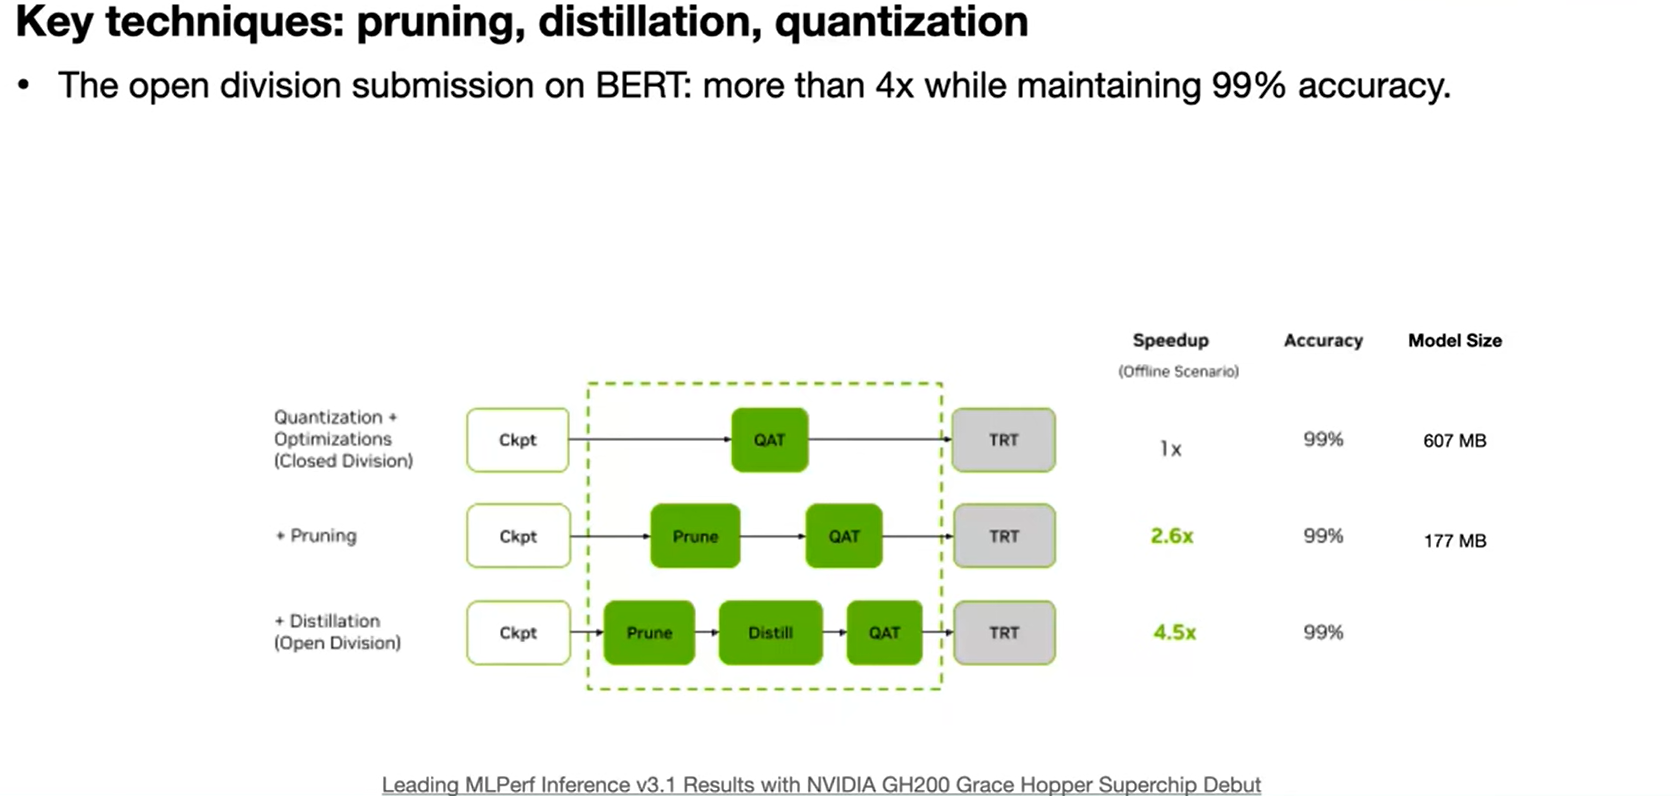 Key techniques: pruning, distillation, quantization
• The open division submission on BERT: more than 4x while maintaining 99% accuracy.
Speedup Accuracy Model Size
(Offline Scenario)
Quantization +
Optimizations
(Closed Division)
Ckpt QAT TRT 1x 99% 607 MB
+ Pruning Ckpt Prune QAT TRT 2.6x 99% 177 MB
+ Distillation
(Open Division)
Ckpt Prune Distill QAT TRT 4.5x 99%
Leading MLPerf Inference v3.1 Results with NVIDIA GH200 Grace Hopper Superchip Debut